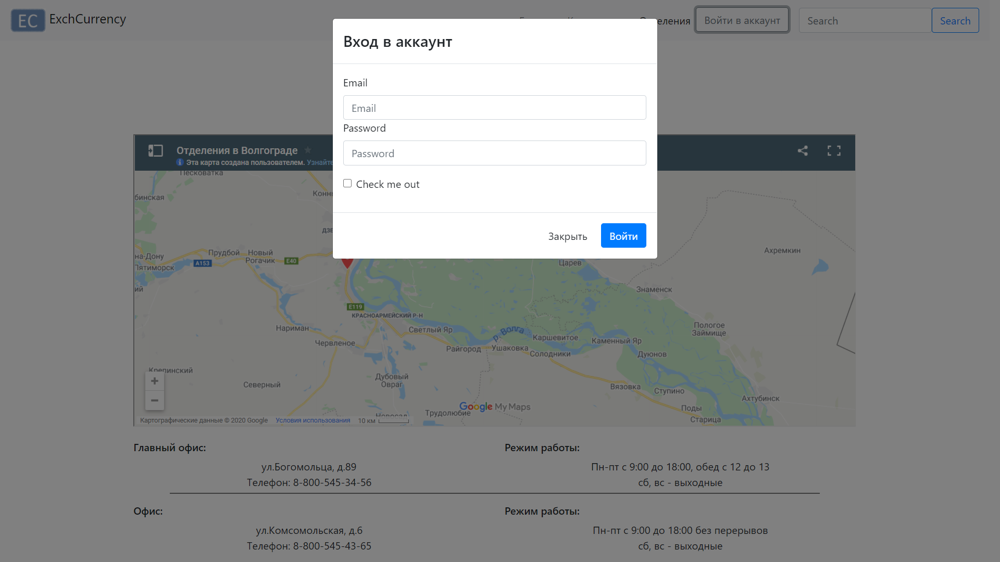 EC ExchCurrency
Отделения
Войти в аккаунт
Search
Search
Вход в аккаунт
Email
Email
Password
Password
Check me out
Закрыть
Войти
Отделения в Волгограде
Эта карта создана пользователем. Узнайте
Песковатка
Конн
бинская
Ахремкин
Прудбой
Новый
Рогачик
на-Дону
A153
E40
Пятиморск
Царев
ий
Знаменск
E119
КРАСНОАРМЕЙСКИЙ Р-Н
Нариман
Светлый Яр
р. Волга
Пологое
Займище
Червленое
Райгород
Ушаковка
Каршевитое
Солодники
Каменный Яр
Дуюнов
Крепинский
Северный
Дубовый
Овраг
Вязовка
Ступино
Ахтубинск
+
−
Google My Maps
Трудолюбие
Поды
Старица
Картографические данные © 2020 Google
Условия использования
10 км
Главный офис:
Режим работы:
ул.Богомольца, д.89
Пн-пт с 9:00 до 18:00, обед с 12 до 13
Телефон: 8-800-545-34-56
сб, вс - выходные
Офис:
Режим работы:
ул.Комсомольская, д.6
Пн-пт с 9:00 до 18:00 без перерывов
Телефон: 8-800-545-43-65
сб, вс - выходные